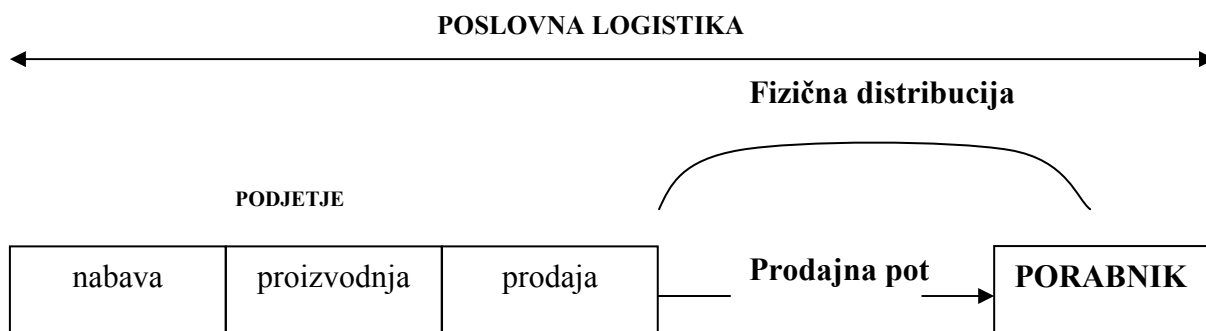 POSLOVNA LOGISTIKA
Fizična distribucija
PODJETJE
nabava
proizvodnja
prodaja
Prodajna pot
PORABNIK